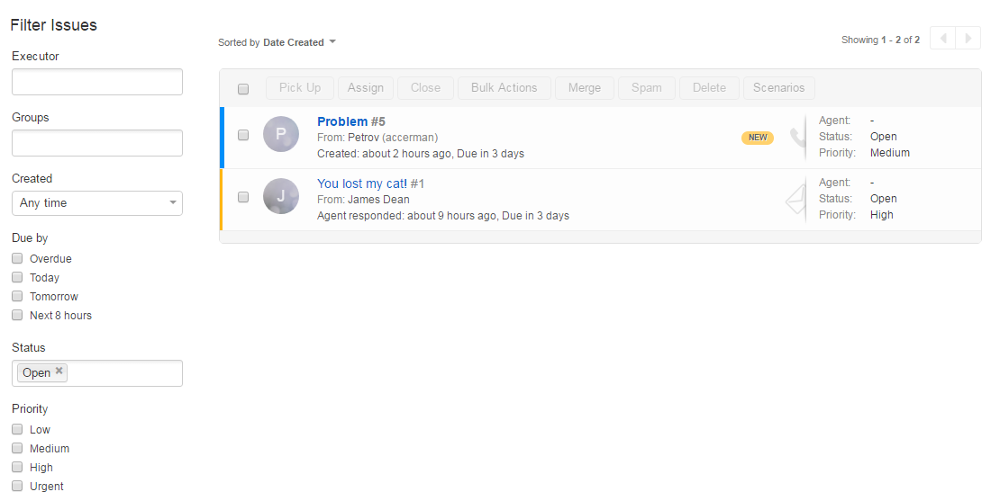 Filter Issues
Executor
Groups
Created
Any time
Due by
Overdue
Today
Tomorrow
Next 8 hours
Status
Open ×
Priority
Low
Medium
High
Urgent
Sorted by Date Created
Showing 1 - 2 of 2
Pick Up Assign Close Bulk Actions Merge Spam Delete Scenarios
P
Problem #5
From: Petrov (accerman)
Created: about 2 hours ago, Due in 3 days
NEW
Agent: -
Status: Open
Priority: Medium
J
You lost my cat! #1
From: James Dean
Agent responded: about 9 hours ago, Due in 3 days
Agent: -
Status: Open
Priority: High